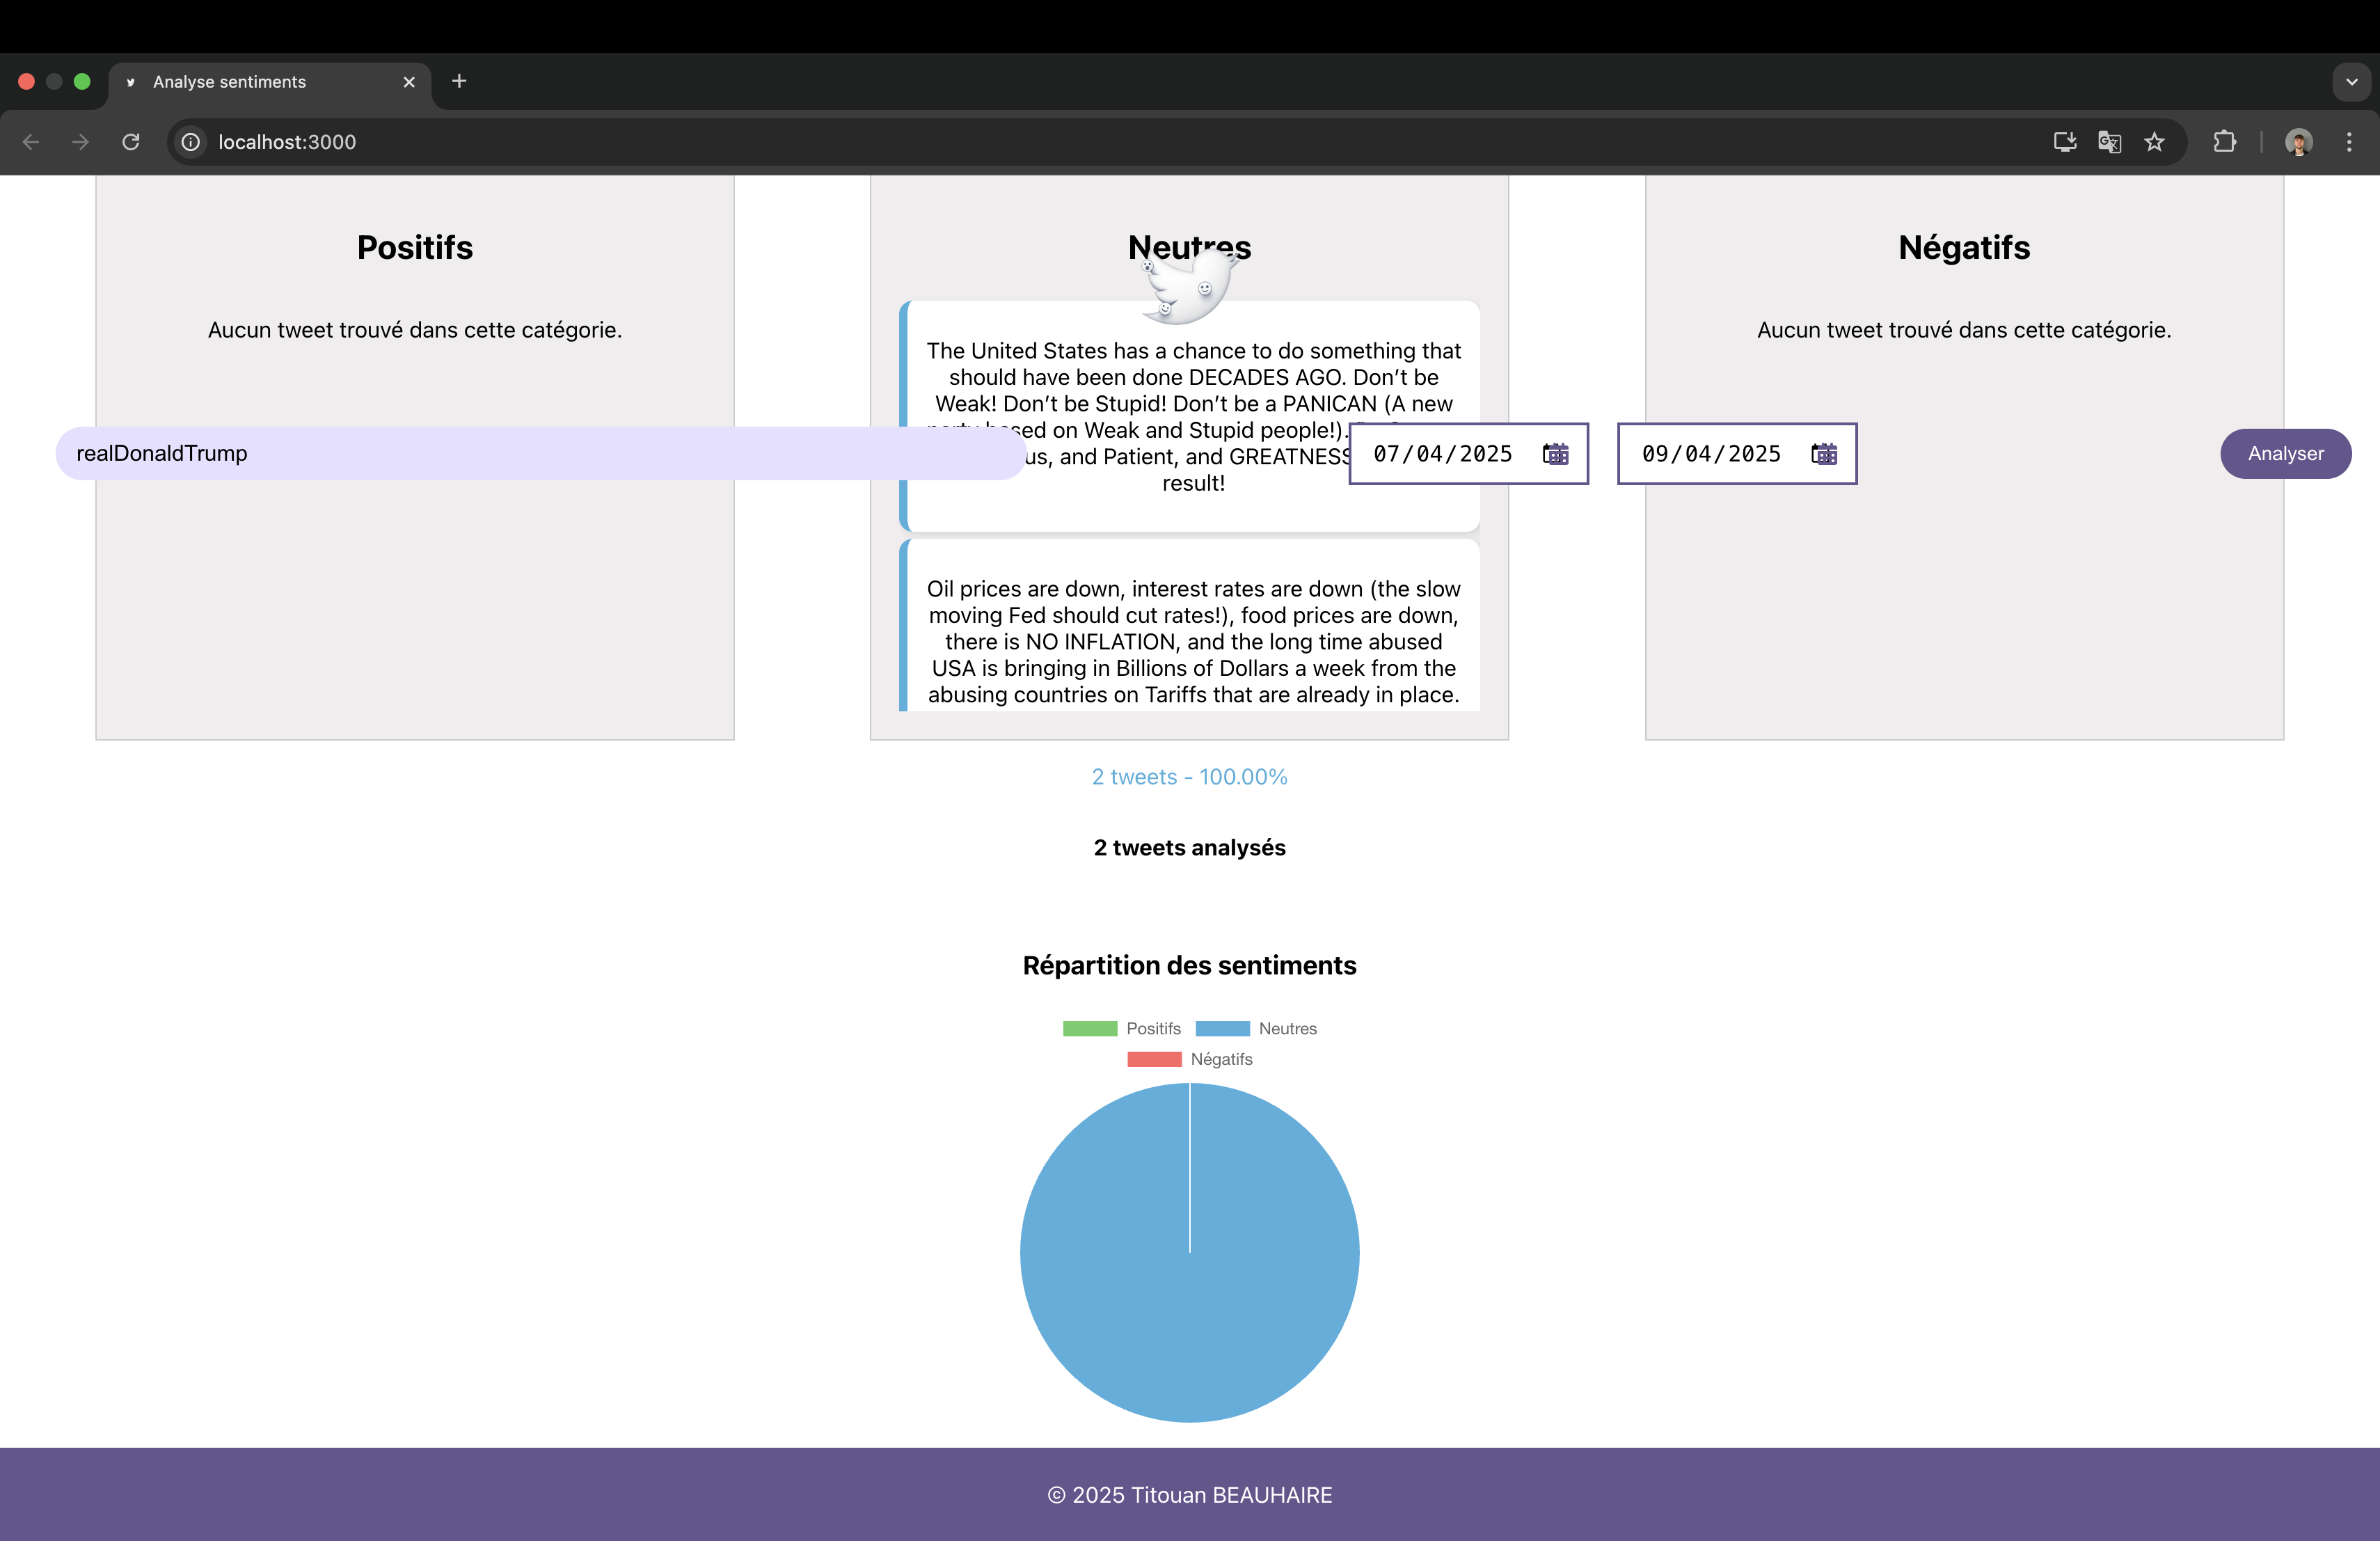 Analyse sentiments
localhost:3000
Positifs
Aucun tweet trouvé dans cette catégorie.
Neutres
The United States has a chance to do something that
should have been done DECADES AGO. Don’t be
Weak! Don’t be Stupid! Don’t be a PANICAN (A new
based on Weak and Stupid people!).
and Patient, and GREATNESS
result!
Oil prices are down, interest rates are down (the slow
moving Fed should cut rates!), food prices are down,
there is NO INFLATION, and the long time abused
USA is bringing in Billions of Dollars a week from the
abusing countries on Tariffs that are already in place.
Négatifs
Aucun tweet trouvé dans cette catégorie.
realDonaldTrump
07/04/2025
09/04/2025
Analyser
2 tweets - 100.00%
2 tweets analysés
Répartition des sentiments
Positifs
Neutres
Négatifs
© 2025 Titouan BEAUHAIRE